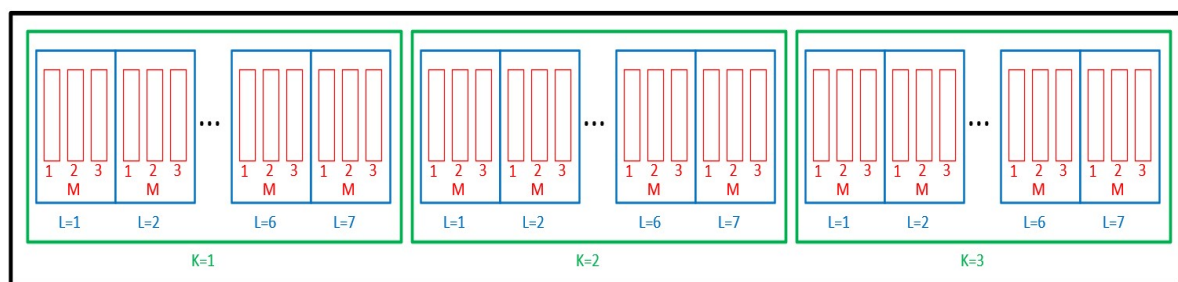 ... ... ...
1 2 3 1 2 3 1 2 3 1 2 3 1 2 3 1 2 3 1 2 3 1 2 3 1 2 3 1 2 3 1 2 3 1 2 3
M M M M M M M M M M M M
L=1 L=2 L=6 L=7 L=1 L=2 L=6 L=7 L=1 L=2 L=6 L=7
K=1 K=2 K=3